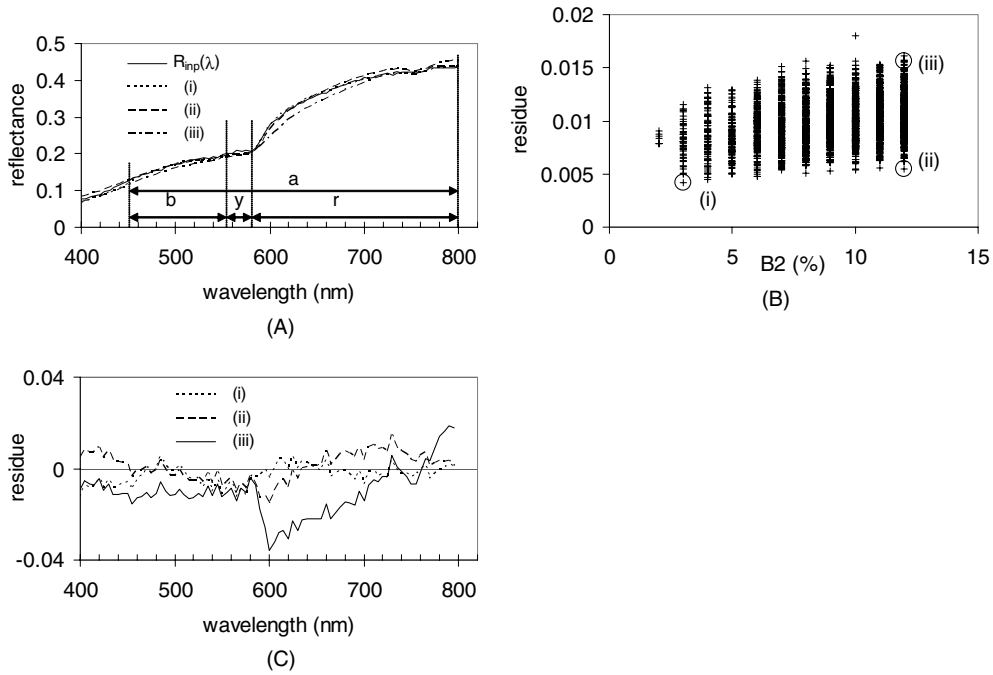 0.5
0.4
0.3
0.2
0.1
0
reflectance
R_inp(λ)
(i)
(ii)
(iii)
a
b y r
400 500 600 700 800
wavelength (nm)
(A)
0.02
0.015
0.01
0.005
0
residue
(iii)
(ii)
(i)
0 5 10 15
B2 (%)
(B)
0.04
0
-0.04
residue
(i)
(ii)
(iii)
400 500 600 700 800
wavelength (nm)
(C)